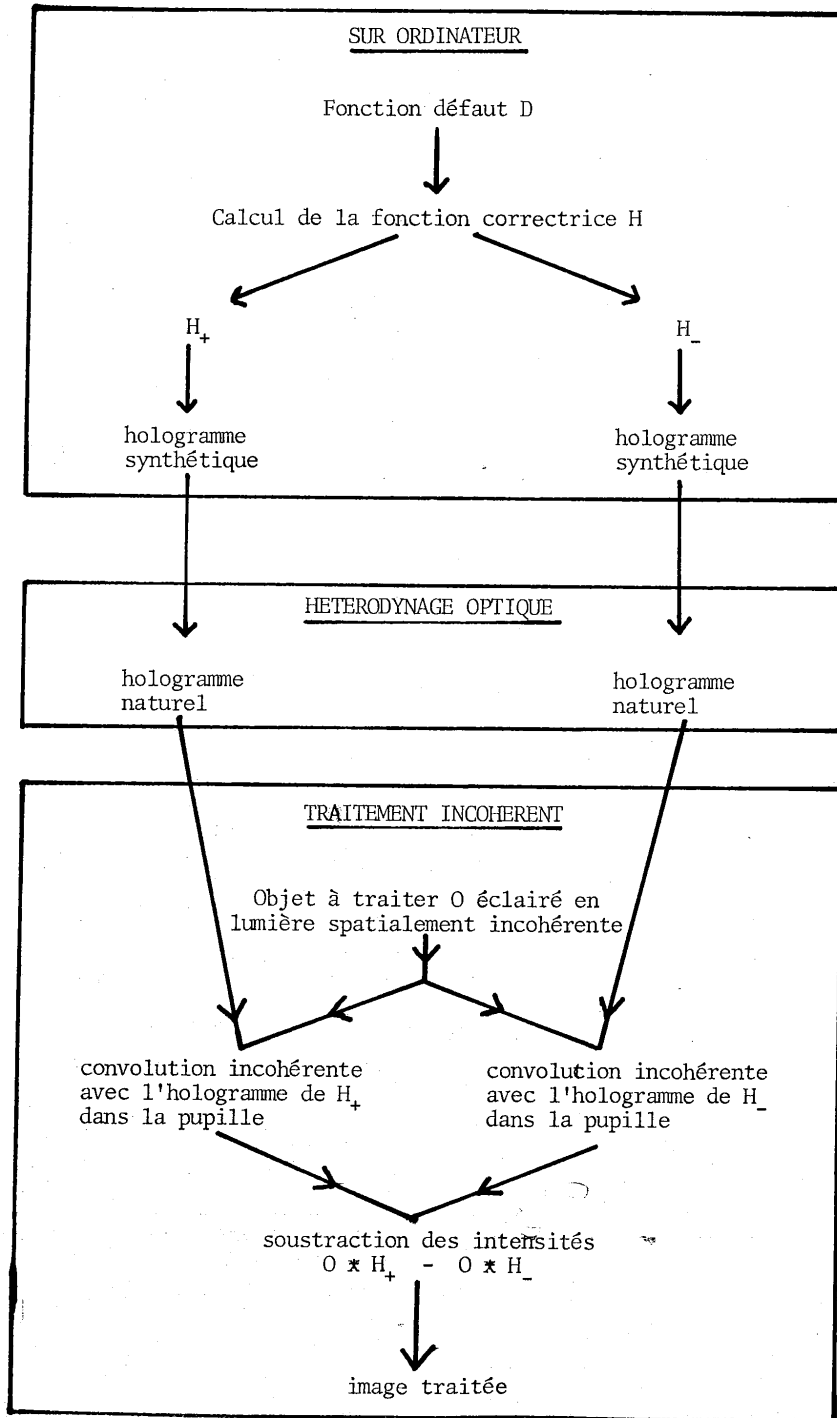 SUR ORDINATEUR
Fonction défaut D
Calcul de la fonction correctrice H
H+
H-
hologramme
synthétique
hologramme
synthétique
HETERODYNAGE OPTIQUE
hologramme
naturel
hologramme
naturel
TRAITEMENT INCOHERENT
Objet à traiter O éclairé en
lumière spatialement incohérente
convolution incohérente
avec l'hologramme de H+
dans la pupille
convolution incohérente
avec l'hologramme de H-
dans la pupille
soustraction des intensités
O * H+ - O * H-
image traitée